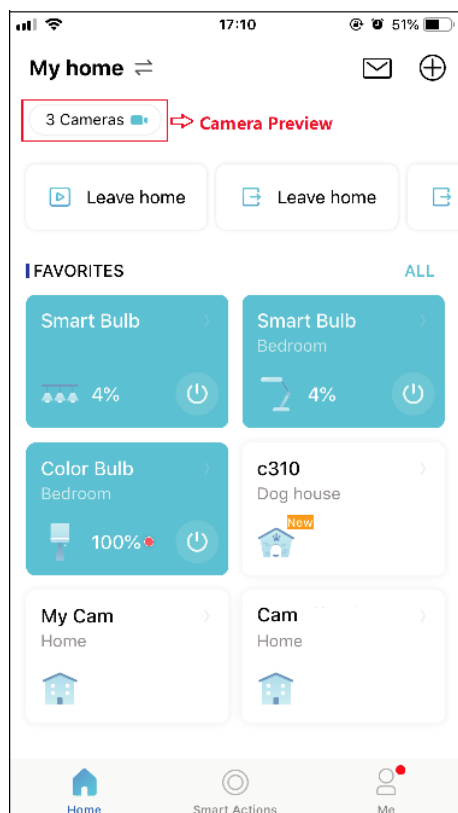 17:10
51%
My home
3 Cameras
Camera Preview
Leave home
Leave home
FAVORITES
ALL
Smart Bulb
4%
Smart Bulb
Bedroom
4%
Color Bulb
Bedroom
100%
c310
Dog house
New
My Cam
Home
Cam
Home
Home
Smart Actions
Me